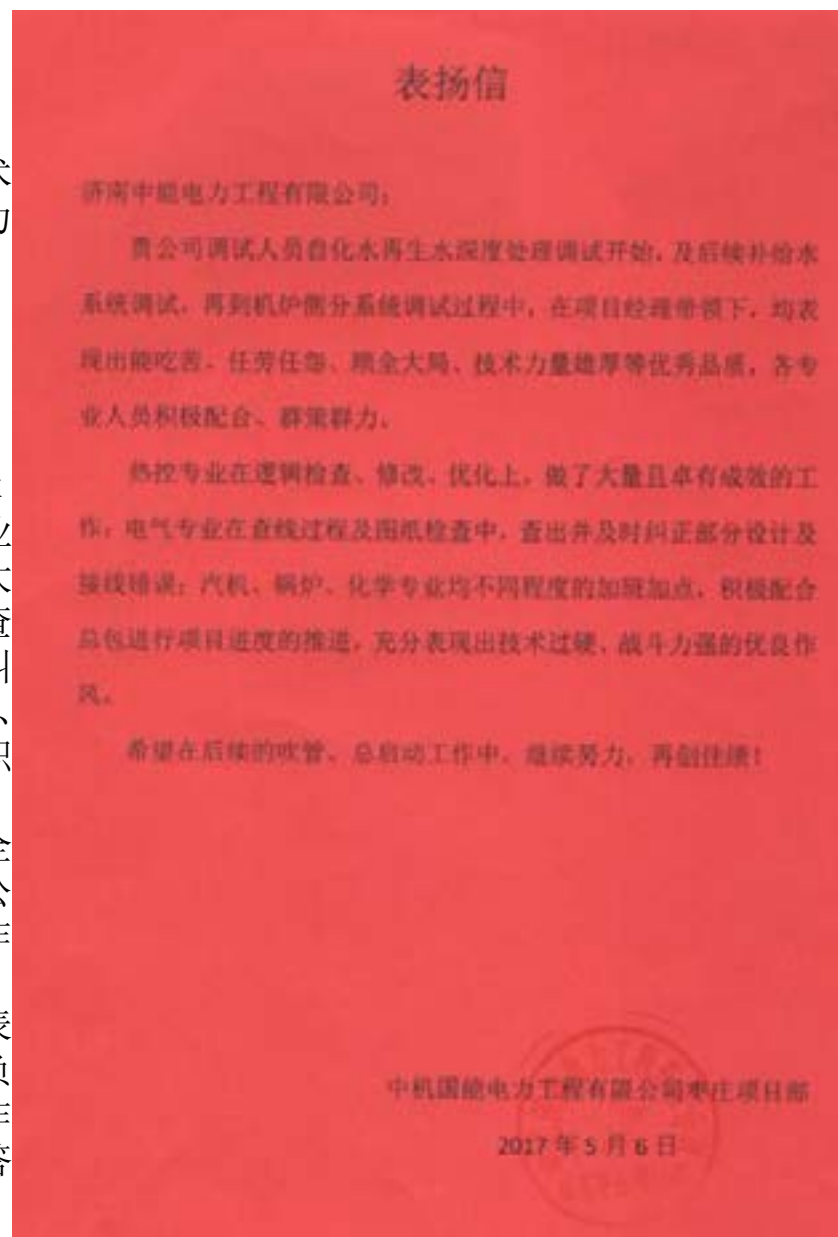 表扬信
济南中能电力工程有限公司：
贵公司调试人员自化水再生水深度处理调试开始，及后续补给水
系统调试，再到机炉侧分系统调试过程中，在项目经理带领下，均表
现出能吃苦、任劳任怨、顾全大局、技术力量雄厚等优秀品质，各专
业人员积极配合、群策群力。
热控专业在逻辑检查、修改、优化上，做了大量且卓有成效的工
作；电气专业在查线过程及图纸检查中，查出并及时纠正部分设计及
接线错误；汽机、锅炉、化学专业均不同程度的加班加点，积极配合
总包进行项目进度的推进，充分表现出技术过硬、战斗力强的优良作
风。
希望在后续的吹管、总启动工作中，继续努力，再创佳绩！
中机国能电力工程有限公司枣庄项目部
2017 年 5 月 6 日